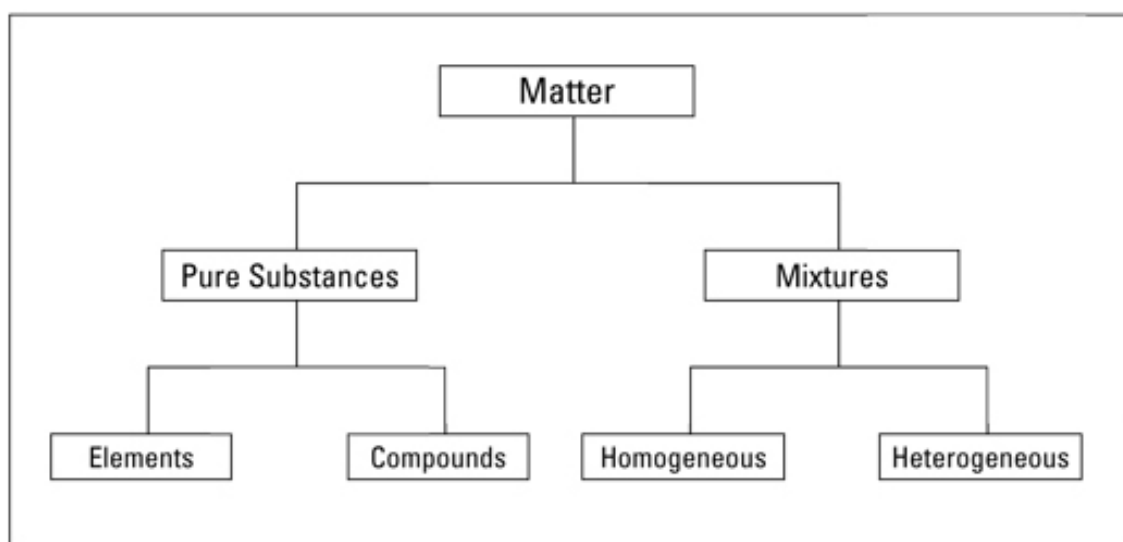 Matter
Pure Substances
Mixtures
Elements
Compounds
Homogeneous
Heterogeneous